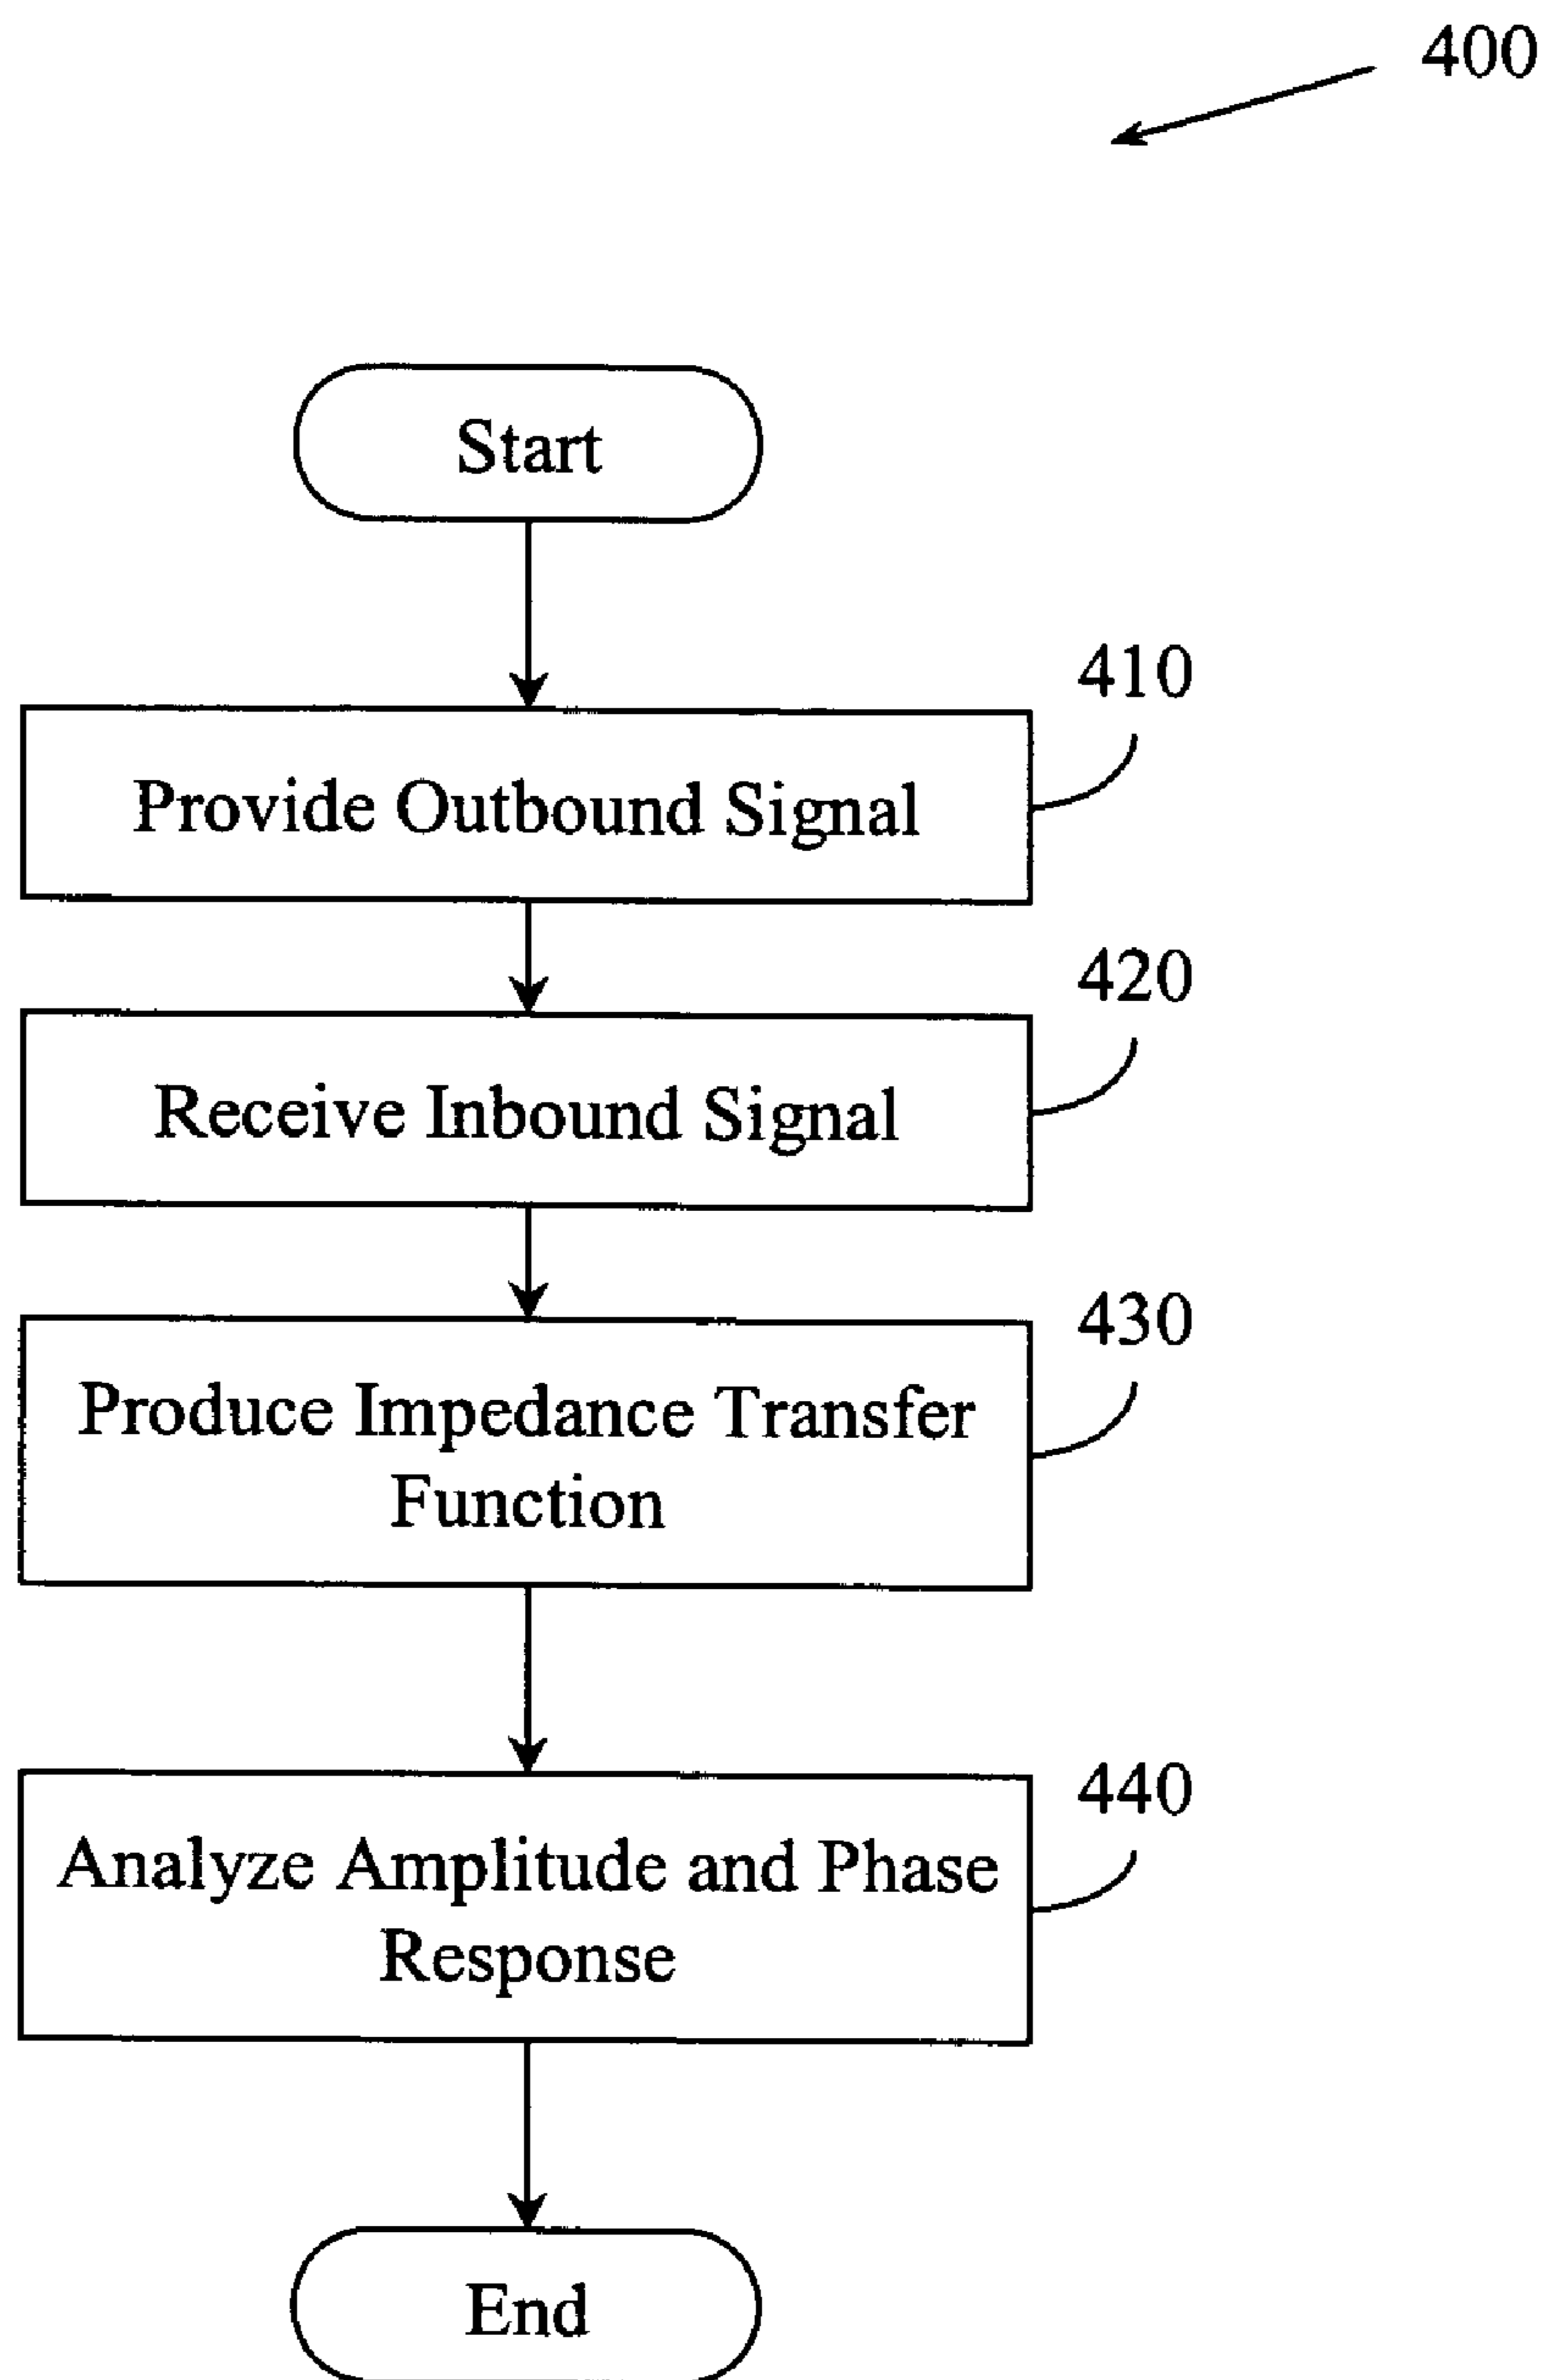 400
Start
410
Provide Outbound Signal
420
Receive Inbound Signal
430
Produce Impedance Transfer
Function
440
Analyze Amplitude and Phase
Response
End